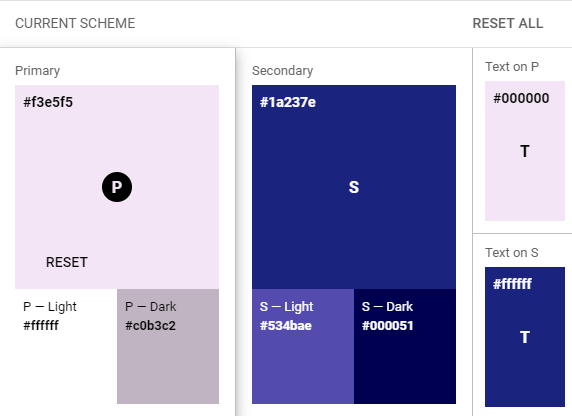 CURRENT SCHEME
RESET ALL
Primary
#f3e5f5
P
RESET
P — Light
#ffffff
P — Dark
#c0b3c2
Secondary
#1a237e
S
S — Light
#534bae
S — Dark
#000051
Text on P
#000000
T
Text on S
#ffffff
T